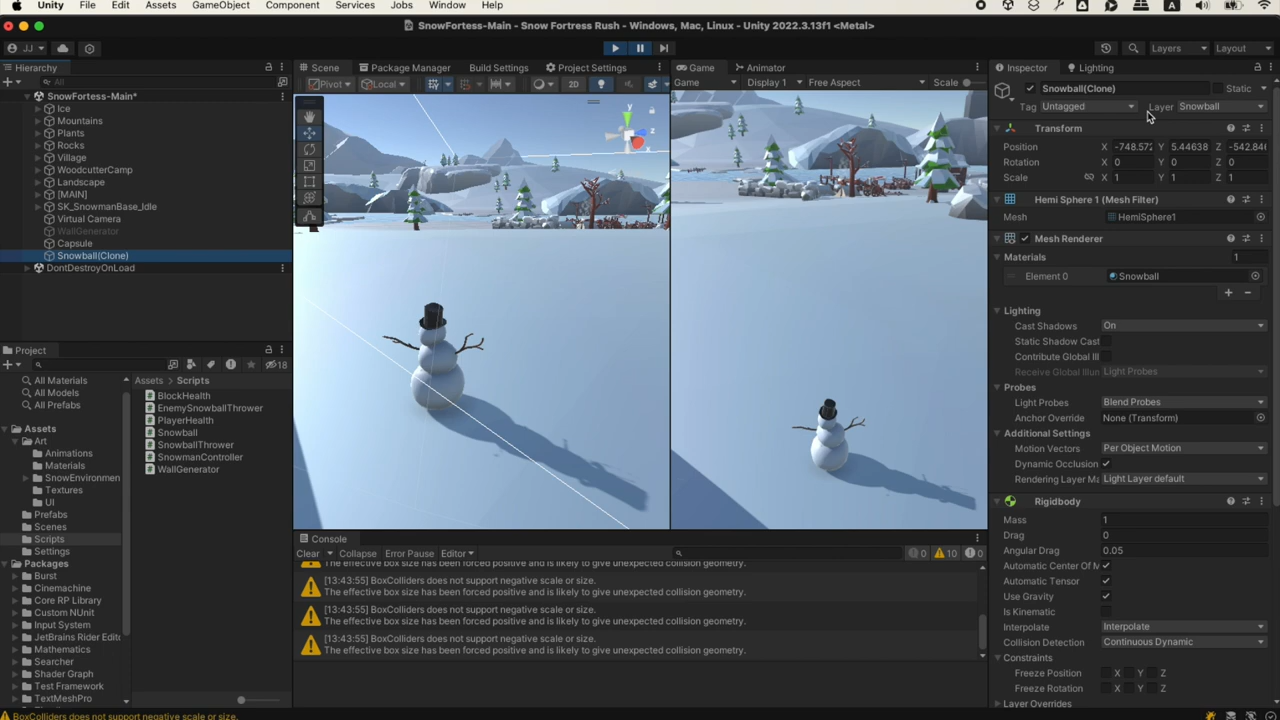 Unity File Edit Assets GameObject Component Services Jobs Window Help
SnowFortess-Main - Snow Fortress Rush - Windows, Mac, Linux - Unity 2022.3.13f1 <Metal>
JJ
Layers
Layout
Hierarchy
All
SnowFortess-Main*
Ice
Mountains
Plants
Rocks
Village
WoodcutterCamp
Landscape
[MAIN]
SK_SnowmanBase_Idle
Virtual Camera
WallGenerator
Capsule
Snowball(Clone)
DontDestroyOnLoad
Project
18
All Materials
All Models
All Prefabs
Assets
Art
Animations
Materials
SnowEnvironmen
Textures
UI
Prefabs
Scenes
Scripts
Settings
Packages
Burst
Cinemachine
Core RP Library
Custom NUnit
Input System
JetBrains Rider Edito
Mathematics
Searcher
Shader Graph
Test Framework
TextMeshPro
Assets > Scripts
BlockHealth
EnemySnowballThrower
PlayerHealth
Snowball
SnowballThrower
SnowmanController
WallGenerator
Scene Package Manager Build Settings Project Settings
Pivot Local 2D
y
z
Game Animator
Game Display 1 Free Aspect Scale
Console
Clear Collapse Error Pause Editor 0 10 0
The effective box size has been forced positive and is likely to give unexpected collision geometry.
[13:43:55] BoxColliders does not support negative scale or size.
The effective box size has been forced positive and is likely to give unexpected collision geometry.
[13:43:55] BoxColliders does not support negative scale or size.
The effective box size has been forced positive and is likely to give unexpected collision geometry.
[13:43:55] BoxColliders does not support negative scale or size.
The effective box size has been forced positive and is likely to give unexpected collision geometry.
Inspector Lighting
Snowball(Clone) Static
Tag Untagged Layer Snowball
Transform
Position X -748.572 Y 5.44638 Z -542.846
Rotation X 0 Y 0 Z 0
Scale X 1 Y 1 Z 1
Hemi Sphere 1 (Mesh Filter)
Mesh HemiSphere1
Mesh Renderer
Materials 1
Element 0 Snowball
Lighting
Cast Shadows On
Static Shadow Cast
Contribute Global Ill
Receive Global Illun Light Probes
Probes
Light Probes Blend Probes
Anchor Override None (Transform)
Additional Settings
Motion Vectors Per Object Motion
Dynamic Occlusion
Rendering Layer Ma Light Layer default
Rigidbody
Mass 1
Drag 0
Angular Drag 0.05
Automatic Center Of M
Automatic Tensor
Use Gravity
Is Kinematic
Interpolate Interpolate
Collision Detection Continuous Dynamic
Constraints
Freeze Position X Y Z
Freeze Rotation X Y Z
Layer Overrides
BoxColliders does not support negative scale or size.